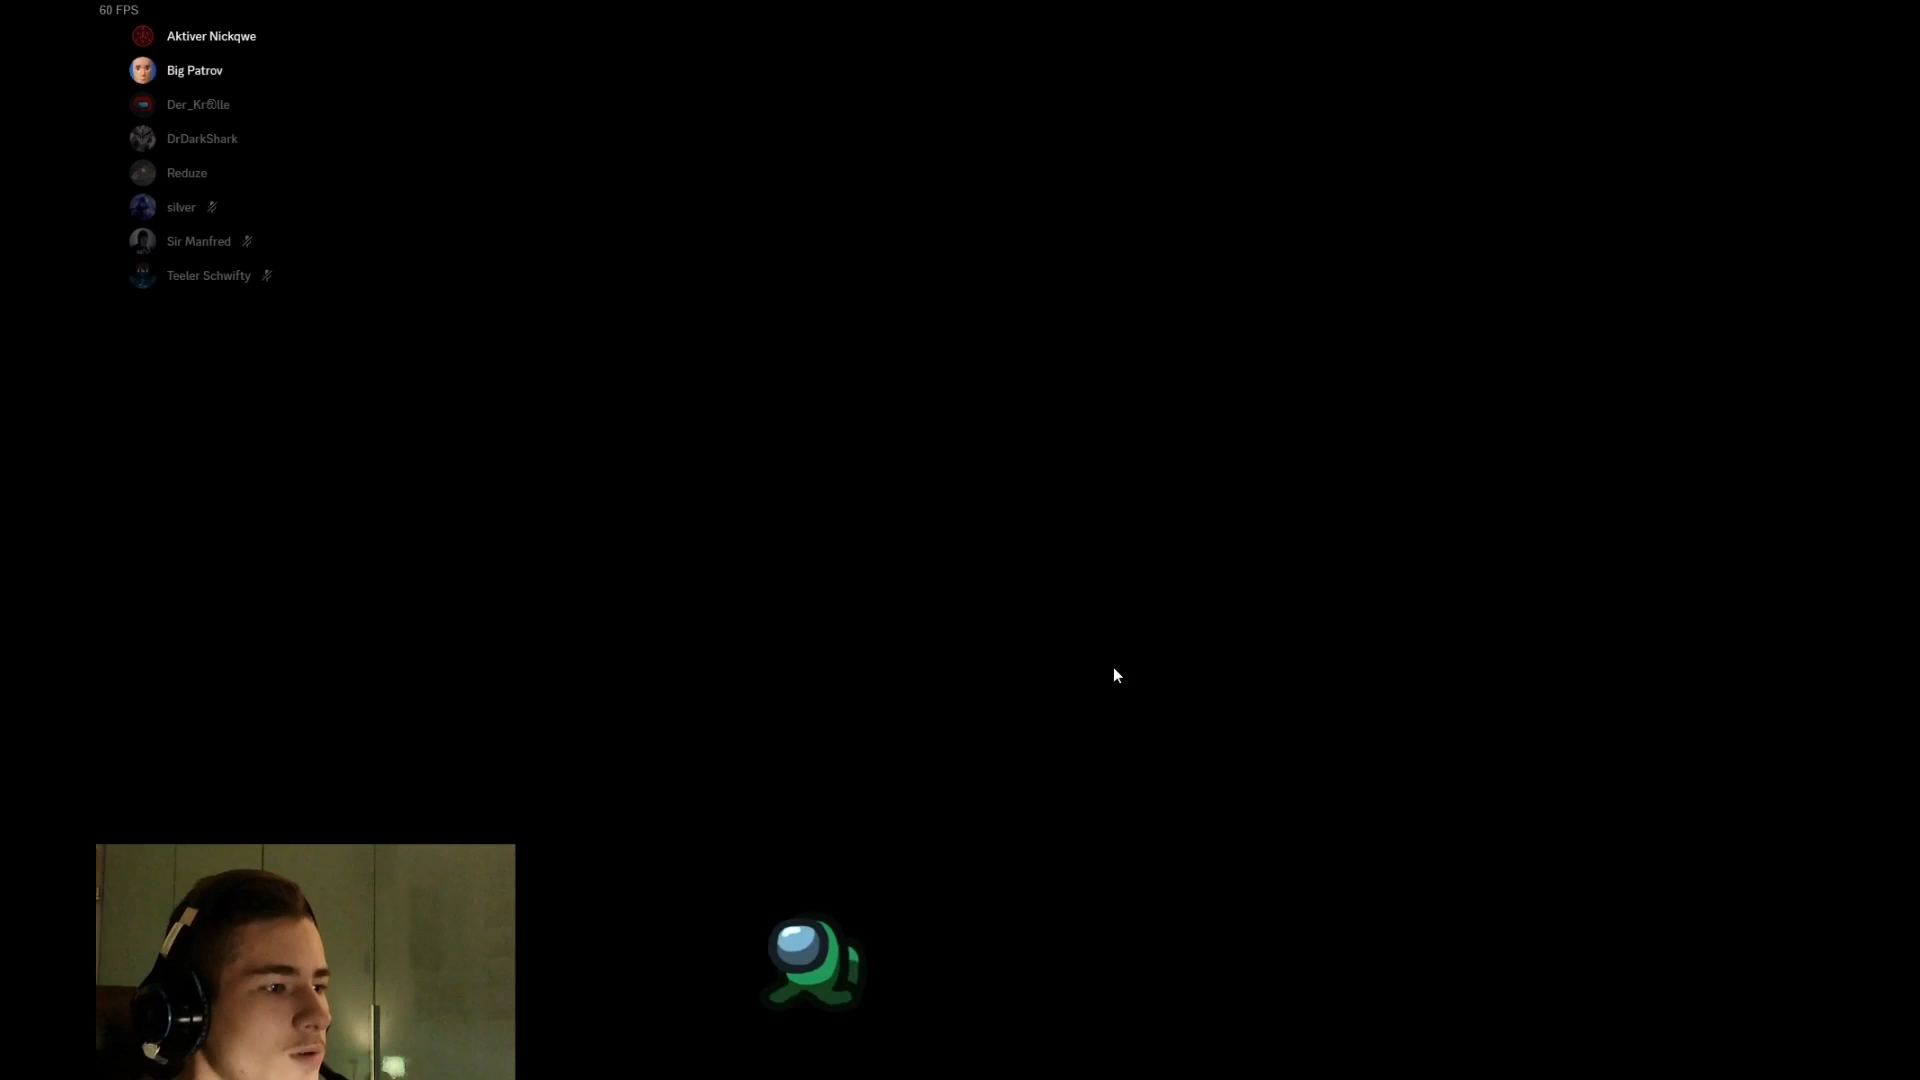 60 FPS
Aktiver Nickqwe
Big Patrov
DrDarkShark
Reduze
silver
Sir Manfred
Teeler Schwifty